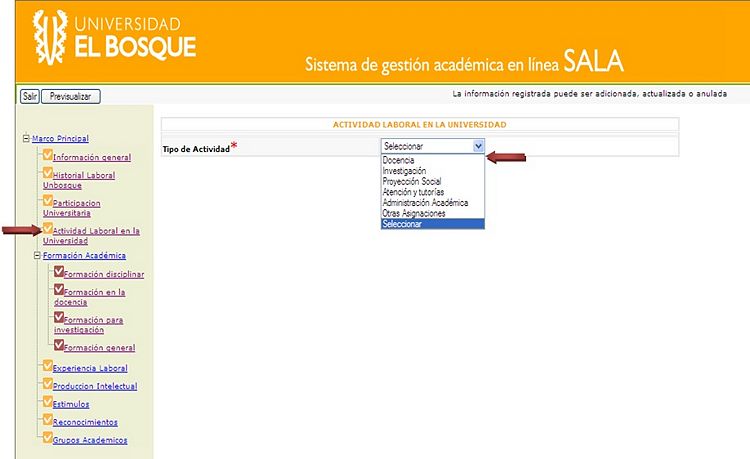 UNIVERSIDAD
EL BOSQUE
Sistema de gestión académica en línea SALA
Salir Previsualizar
La información registrada puede ser adicionada, actualizada o anulada
Marco Principal
Información general
Historial Laboral
Unbosque
Participacion
Universitaria
Actividad Laboral en la
Universidad
Formación Académica
Formación disciplinar
Formación en la
docencia
Formación para
investigación
Formación general
Experiencia Laboral
Produccion Intelectual
Estimulos
Reconocimientos
Grupos Academicos
ACTIVIDAD LABORAL EN LA UNIVERSIDAD
Tipo de Actividad*
Seleccionar
Docencia
Investigación
Proyección Social
Atención y tutorías
Administración Académica
Otras Asignaciones
Seleccionar